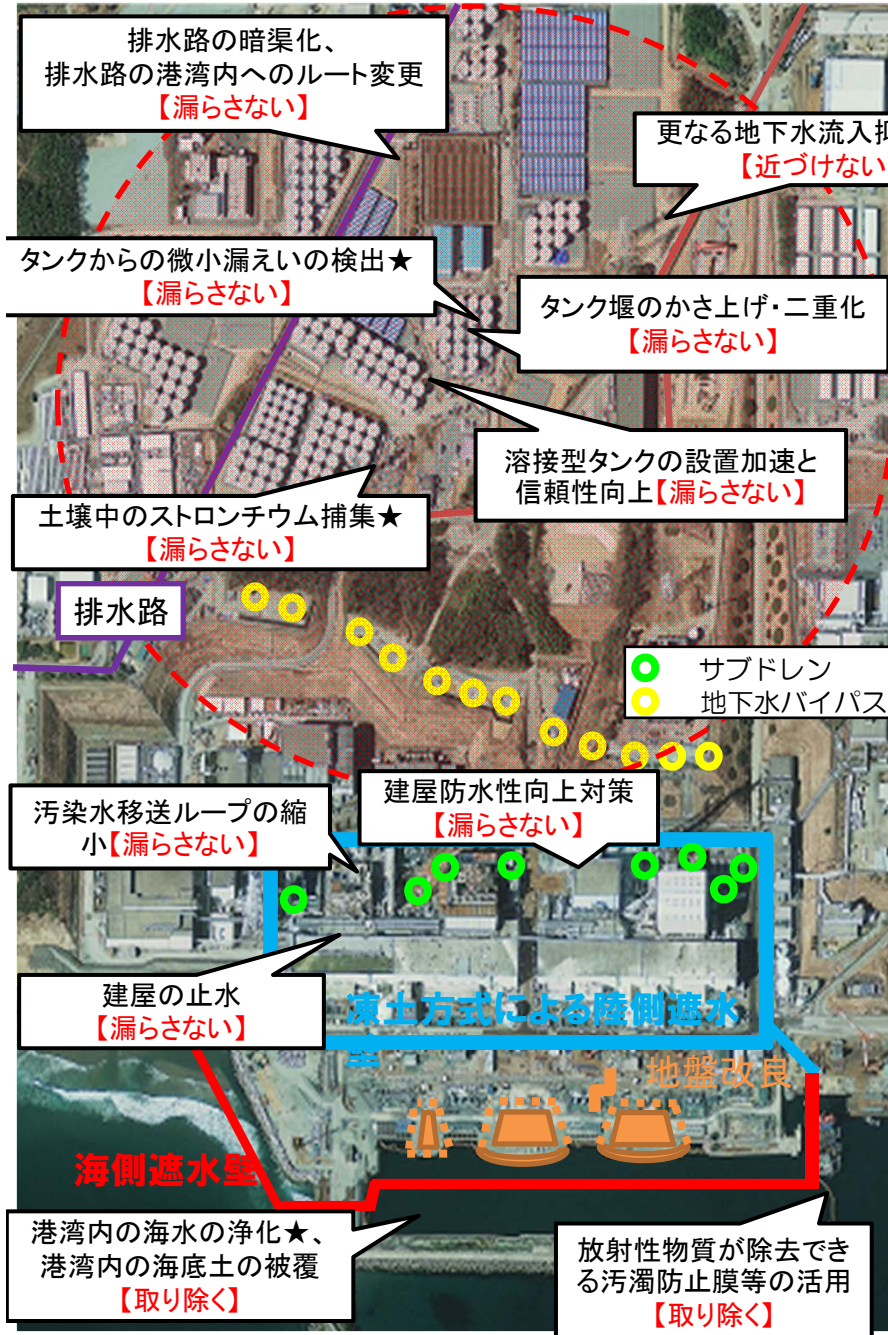 排水路の暗渠化、
排水路の港湾内へのルート変更
【漏らさない】
更なる地下水流入抑
【近づけない
タンクからの微小漏えいの検出★
【漏らさない】
タンク堰のかさ上げ・二重化
【漏らさない】
溶接型タンクの設置加速と
信頼性向上【漏らさない】
土壌中のストロンチウム捕集★
【漏らさない】
排水路
サブドレン
地下水バイパス
建屋防水性向上対策
【漏らさない】
汚染水移送ループの縮
小【漏らさない】
建屋の止水
【漏らさない】
凍土方式による陸側遮水
壁
地盤改良
海側遮水壁
港湾内の海水の浄化★、
港湾内の海底土の被覆
【取り除く】
放射性物質が除去でき
る汚濁防止膜等の活用
【取り除く】